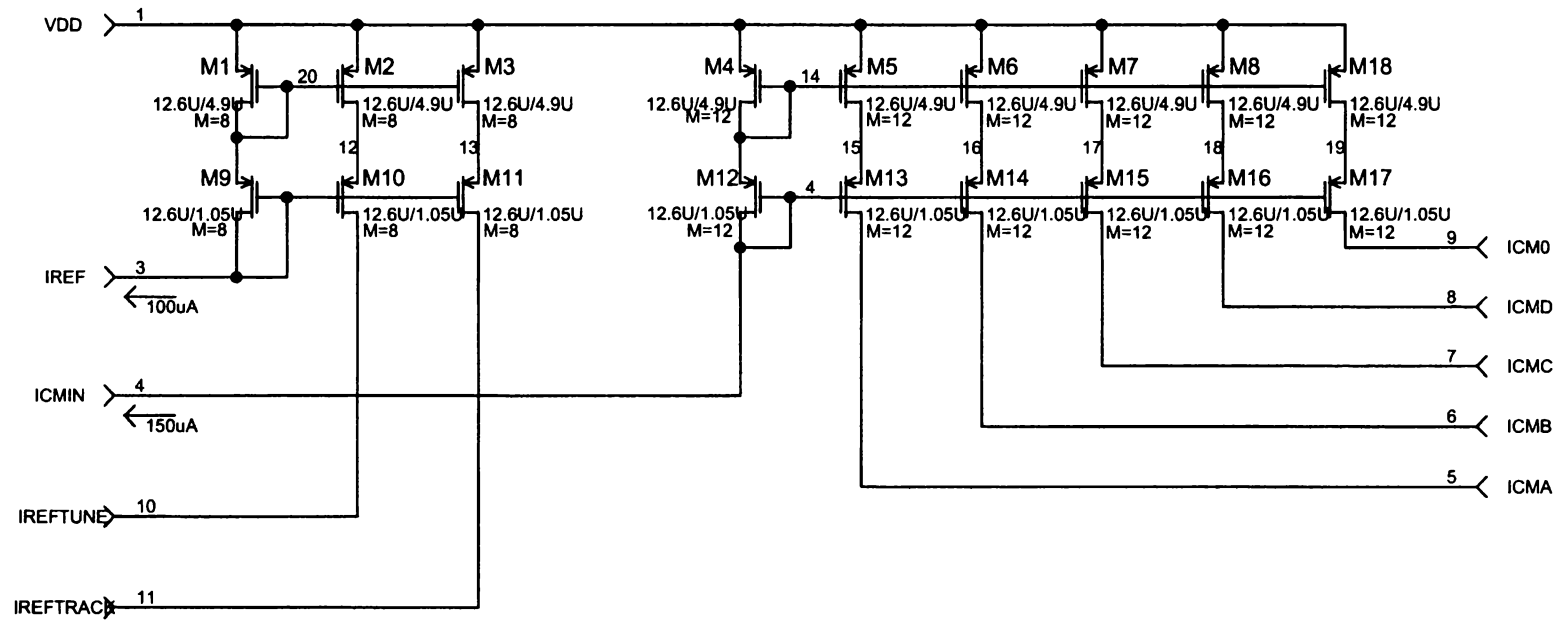 VDD 1
M1 20 M2 M3 M4 14 M5 M6 M7 M8 M18
12.6U/4.9U 12.6U/4.9U 12.6U/4.9U 12.6U/4.9U 12.6U/4.9U 12.6U/4.9U 12.6U/4.9U 12.6U/4.9U 12.6U/4.9U
M=8 M=8 M=8 M=12 M=12 M=12 M=12 M=12 M=12
12 13 15 16 17 18 19
M9 M10 M11 M12 4 M13 M14 M15 M16 M17
12.6U/1.05U 12.6U/1.05U 12.6U/1.05U 12.6U/1.05U 12.6U/1.05U 12.6U/1.05U 12.6U/1.05U 12.6U/1.05U 12.6U/1.05U
M=8 M=8 M=8 M=12 M=12 M=12 M=12 M=12 M=12
9 ICM0
IREF 3
100uA
8 ICMD
7 ICMC
ICMIN 4
150uA
6 ICMB
5 ICMA
IREFTUNE 10
IREFTRACK 11